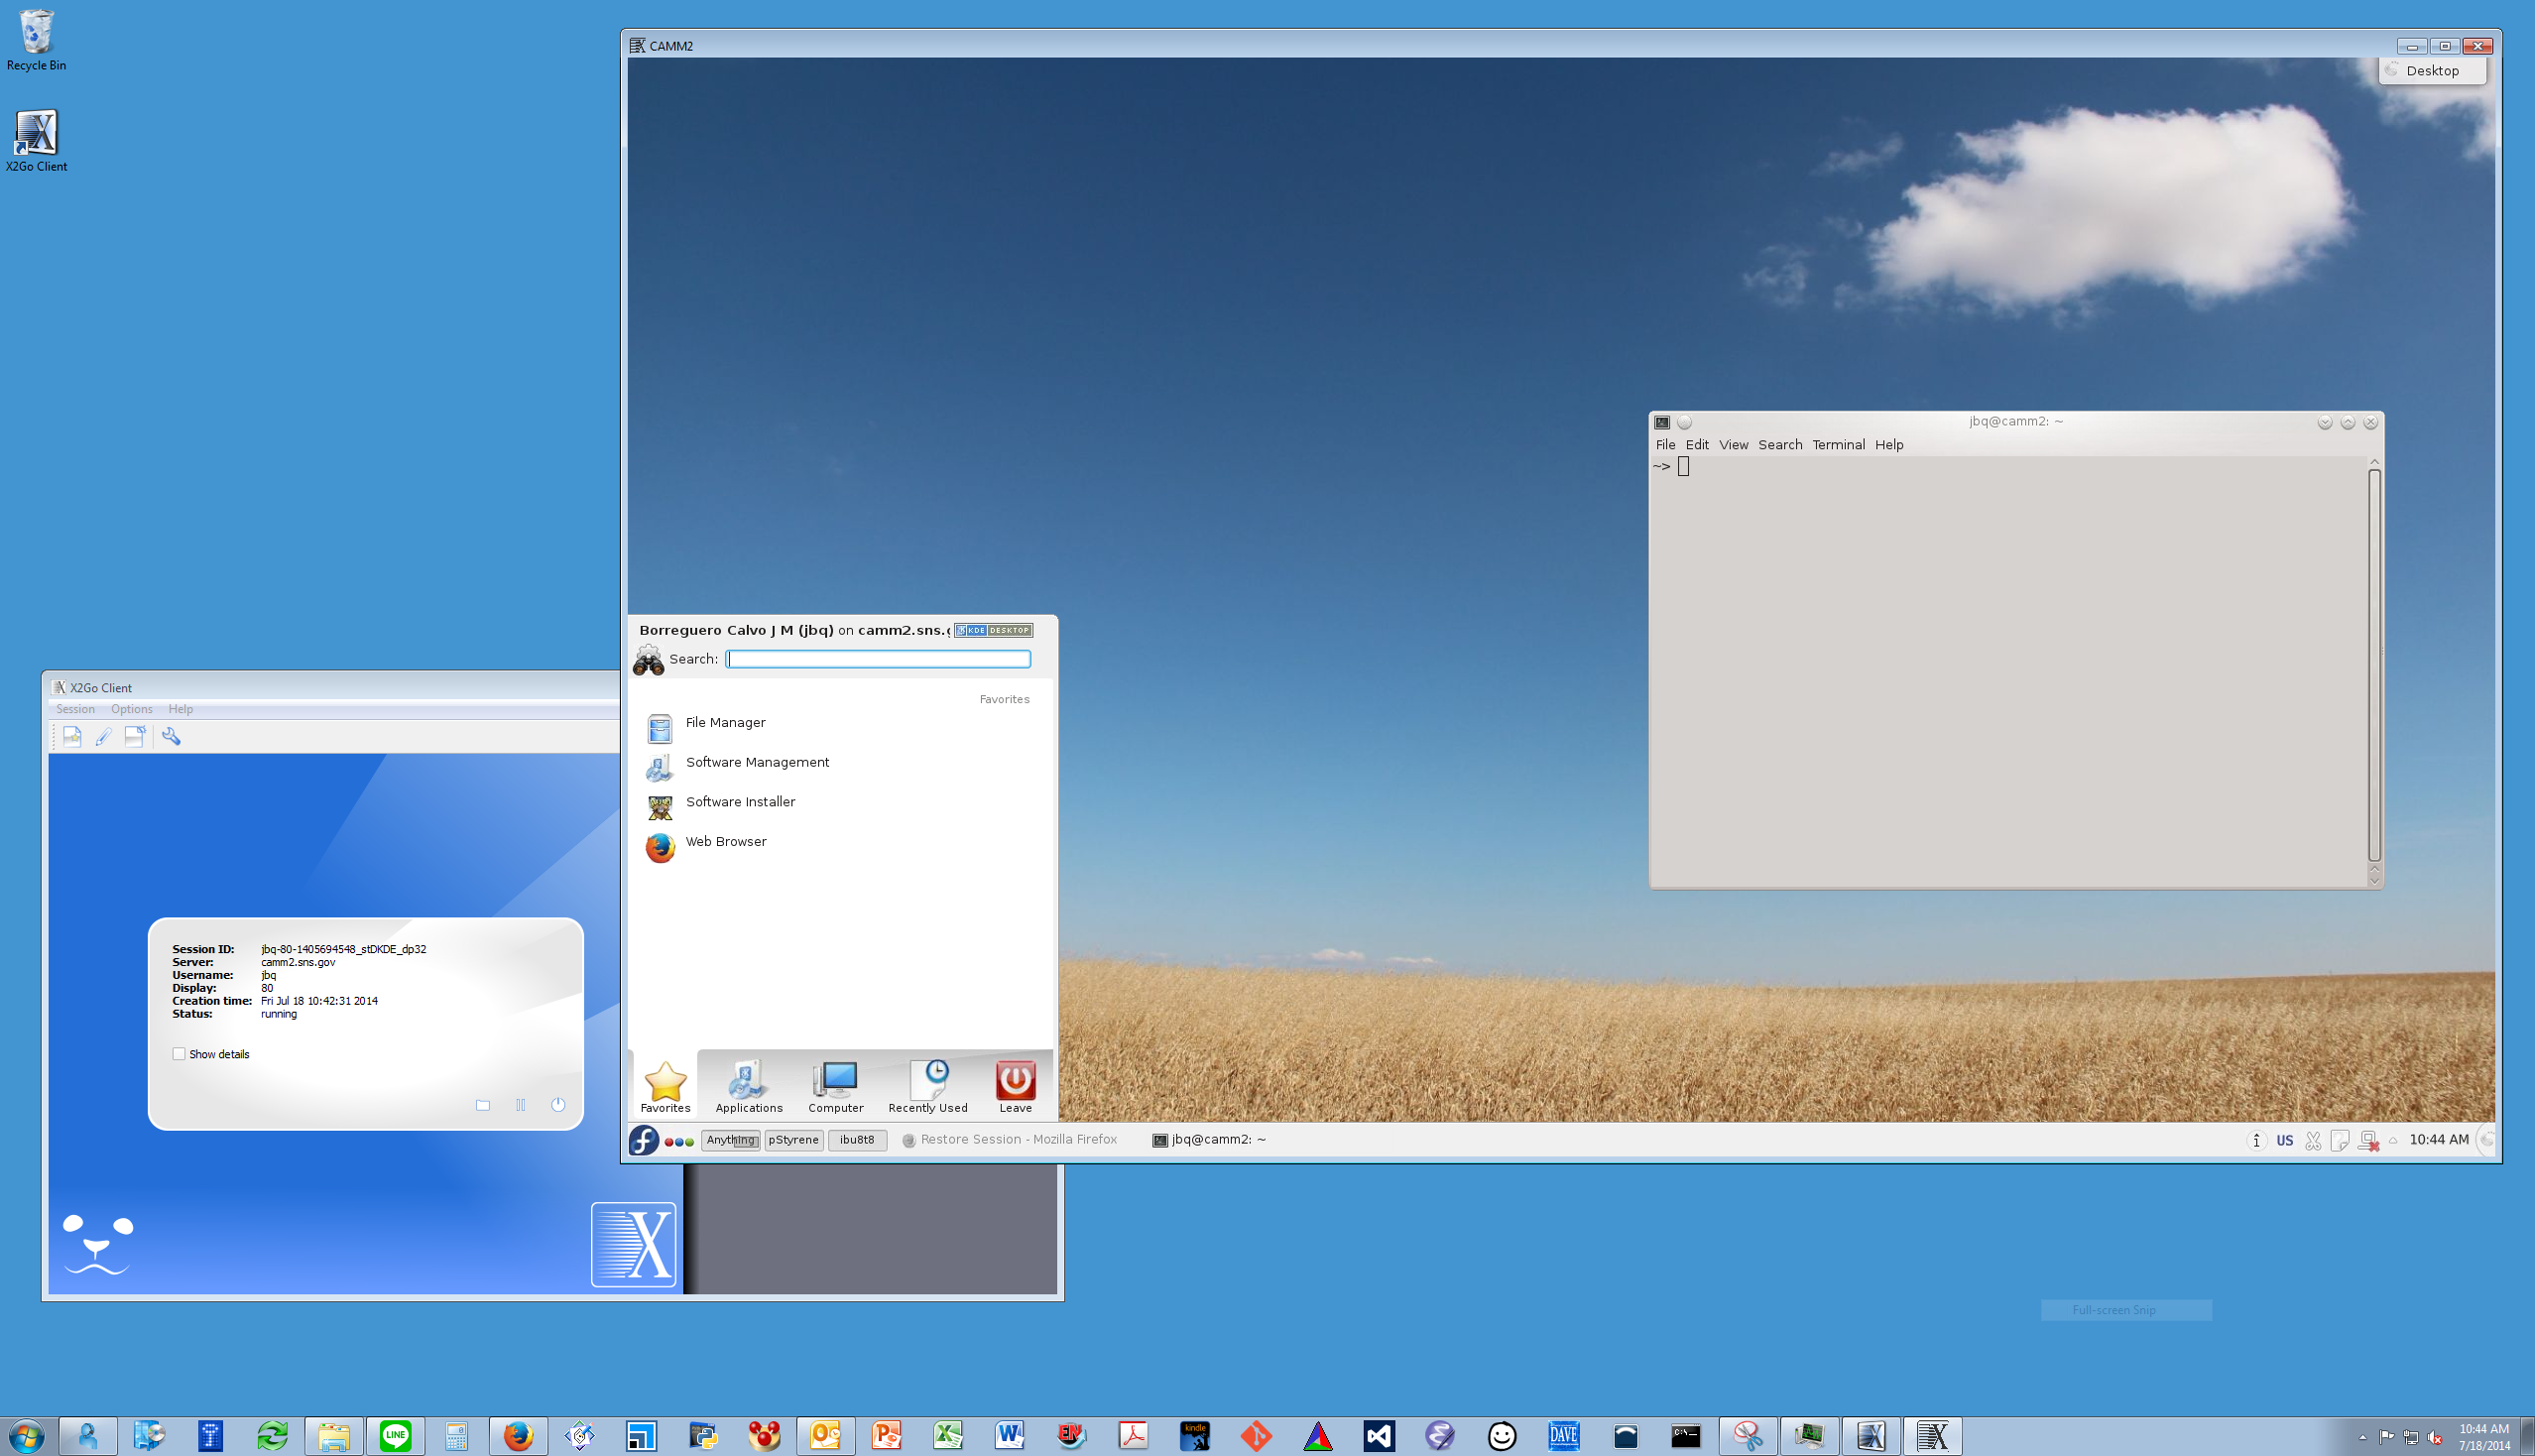 Recycle Bin
X2Go Client
CAMM2
Desktop
jbq@camm2: ~
File Edit View Search Terminal Help
~>
Borreguero Calvo J M (jbq) on camm2.sns.g
KDE DESKTOP
Search:
Favorites
File Manager
Software Management
Software Installer
Web Browser
Favorites Applications Computer Recently Used Leave
Anything pStyrene ibu8t8 Restore Session - Mozilla Firefox jbq@camm2: ~ US 10:44 AM
X2Go Client
Session Options Help
Session ID: jbq-80-1405694548_stDKDE_dp32
Server: camm2.sns.gov
Username: jbq
Display: 80
Creation time: Fri Jul 18 10:42:31 2014
Status: running
Show details
X
Full-screen Snip
LINE
kindle
DAVE
C:\-
10:44 AM
7/18/2014